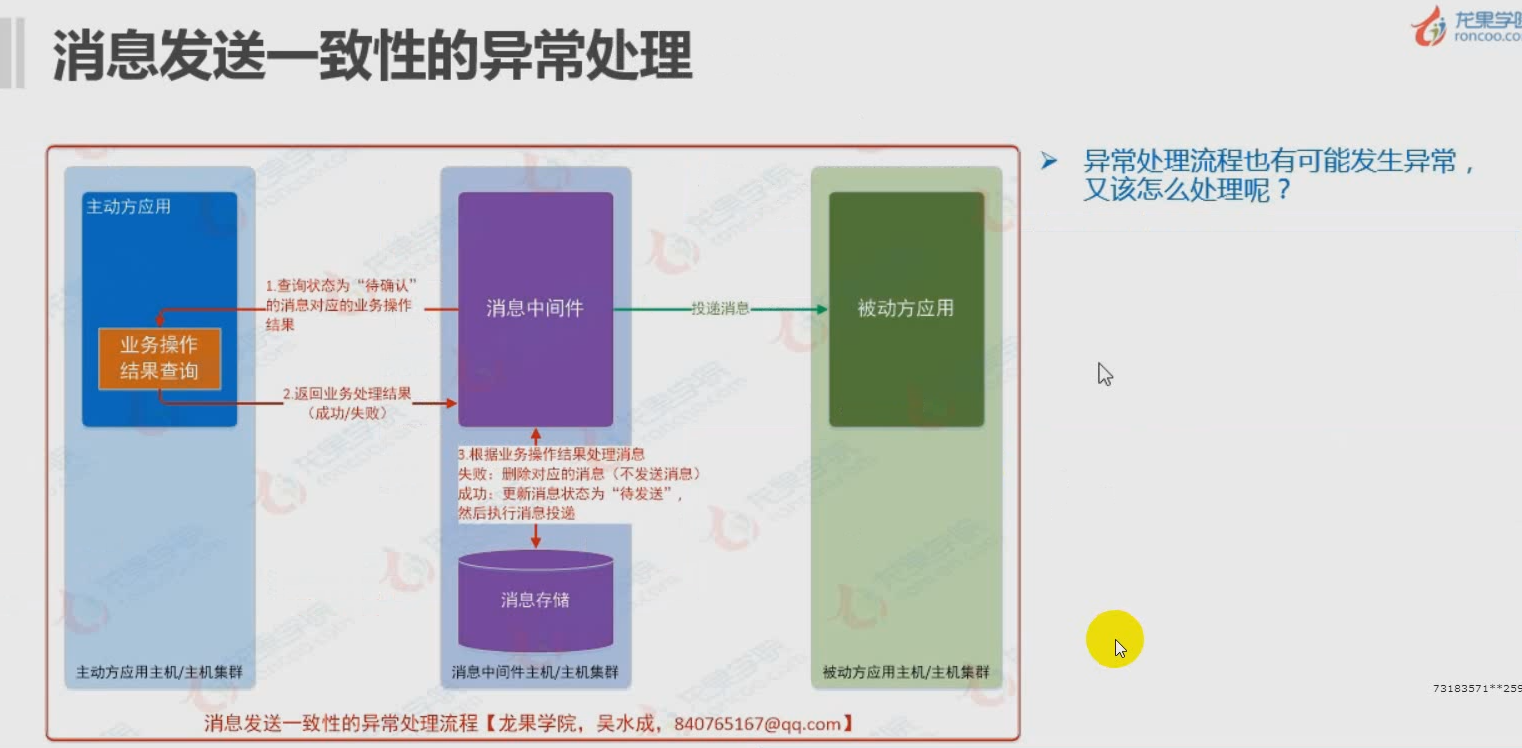 消息发送一致性的异常处理
龙果学院
roncoo.co
异常处理流程也有可能发生异常，
又该怎么处理呢？
主动方应用
业务操作
结果查询
1.查询状态为“待确认”
的消息对应的业务操作
结果
2.返回业务处理结果
（成功/失败）
消息中间件
投递消息
被动方应用
3.根据业务操作结果处理消息
失败：删除对应的消息（不发送消息）
成功：更新消息状态为“待发送”，
然后执行消息投递
消息存储
主动方应用主机/主机集群
消息中间件主机/主机集群
被动方应用主机/主机集群
消息发送一致性的异常处理流程【龙果学院，吴水成，840765167@qq.com】
73183571**259